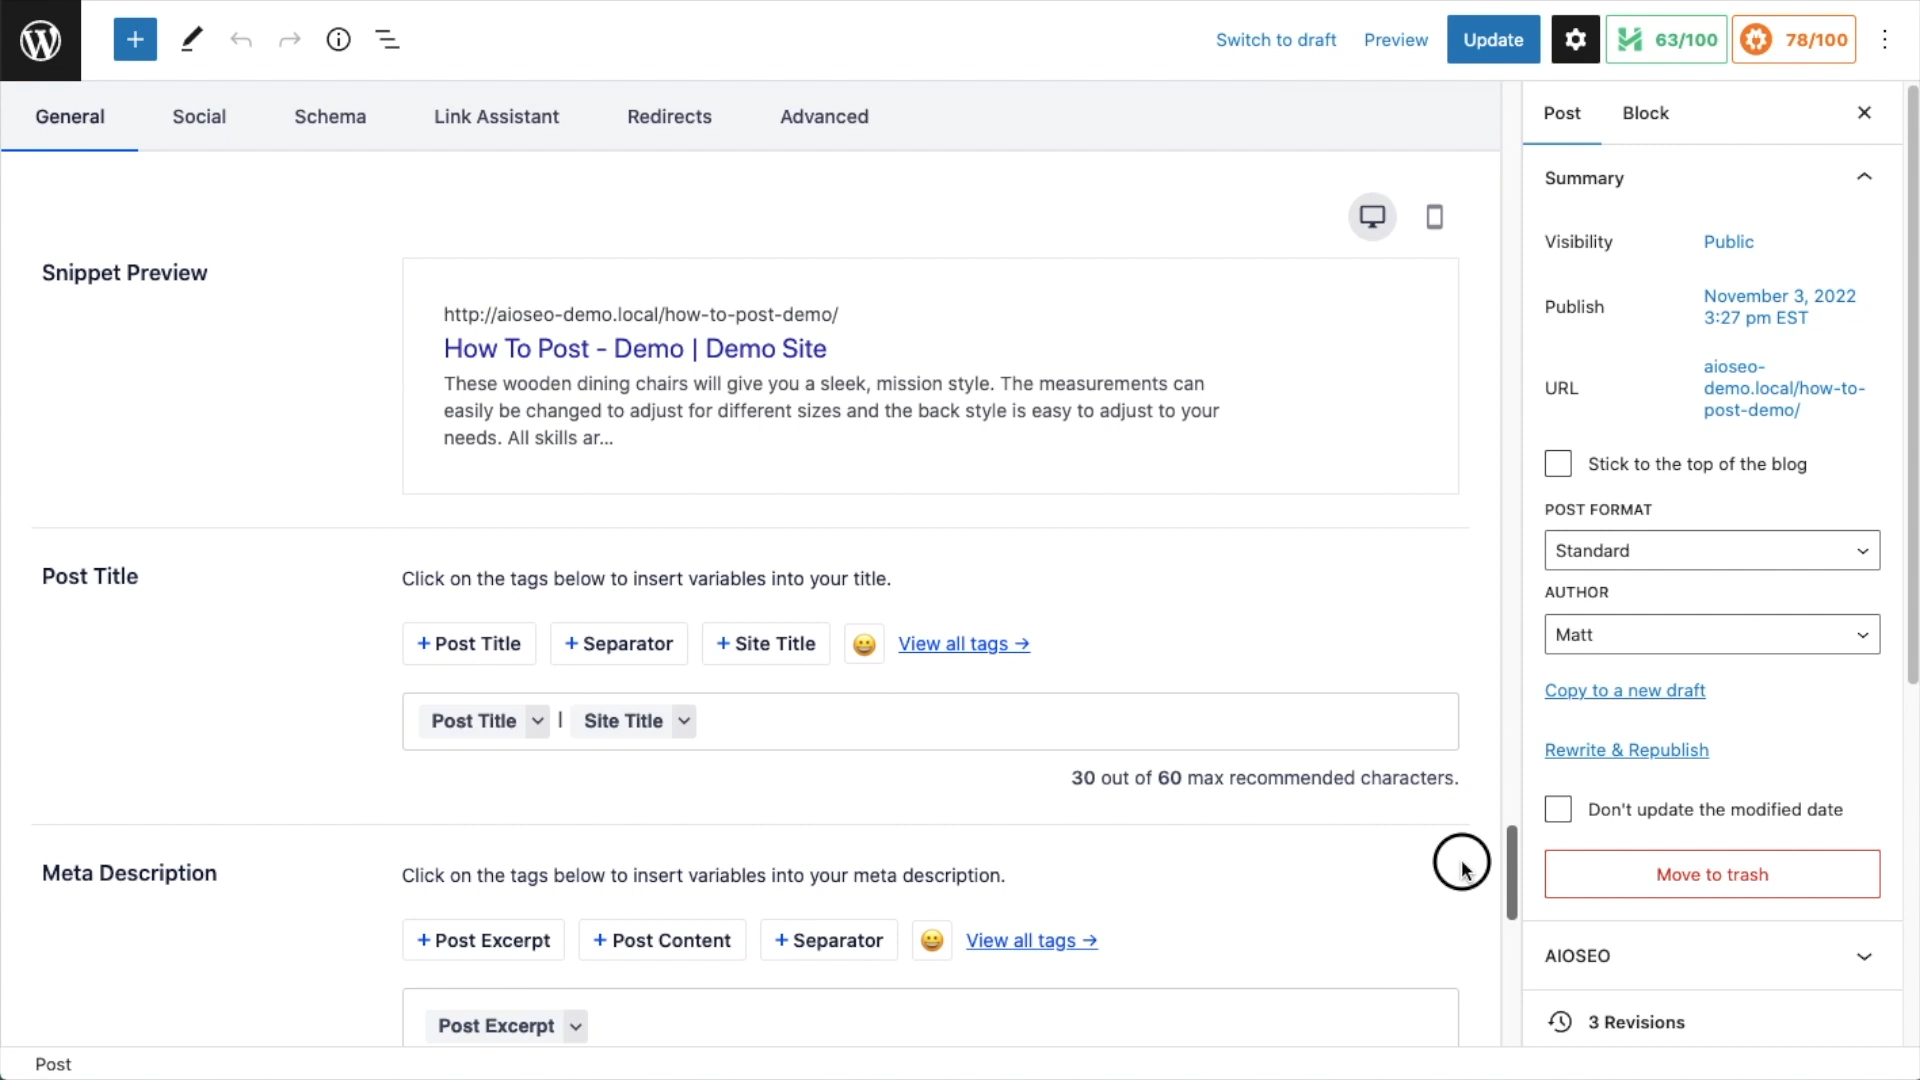 Switch to draft
Preview
Update
63/100
78/100
General
Social
Schema
Link Assistant
Redirects
Advanced
Snippet Preview
http://aioseo-demo.local/how-to-post-demo/
How To Post - Demo | Demo Site
These wooden dining chairs will give you a sleek, mission style. The measurements can
easily be changed to adjust for different sizes and the back style is easy to adjust to your
needs. All skills ar...
Post Title
Click on the tags below to insert variables into your title.
+ Post Title
+ Separator
+ Site Title
View all tags →
Post Title
|
Site Title
30 out of 60 max recommended characters.
Meta Description
Click on the tags below to insert variables into your meta description.
+ Post Excerpt
+ Post Content
+ Separator
View all tags →
Post Excerpt
Post
Post
Block
Summary
Visibility
Public
Publish
November 3, 2022
3:27 pm EST
URL
aioseo-
demo.local/how-to-
post-demo/
Stick to the top of the blog
POST FORMAT
Standard
AUTHOR
Matt
Copy to a new draft
Rewrite & Republish
Don't update the modified date
Move to trash
AIOSEO
3 Revisions